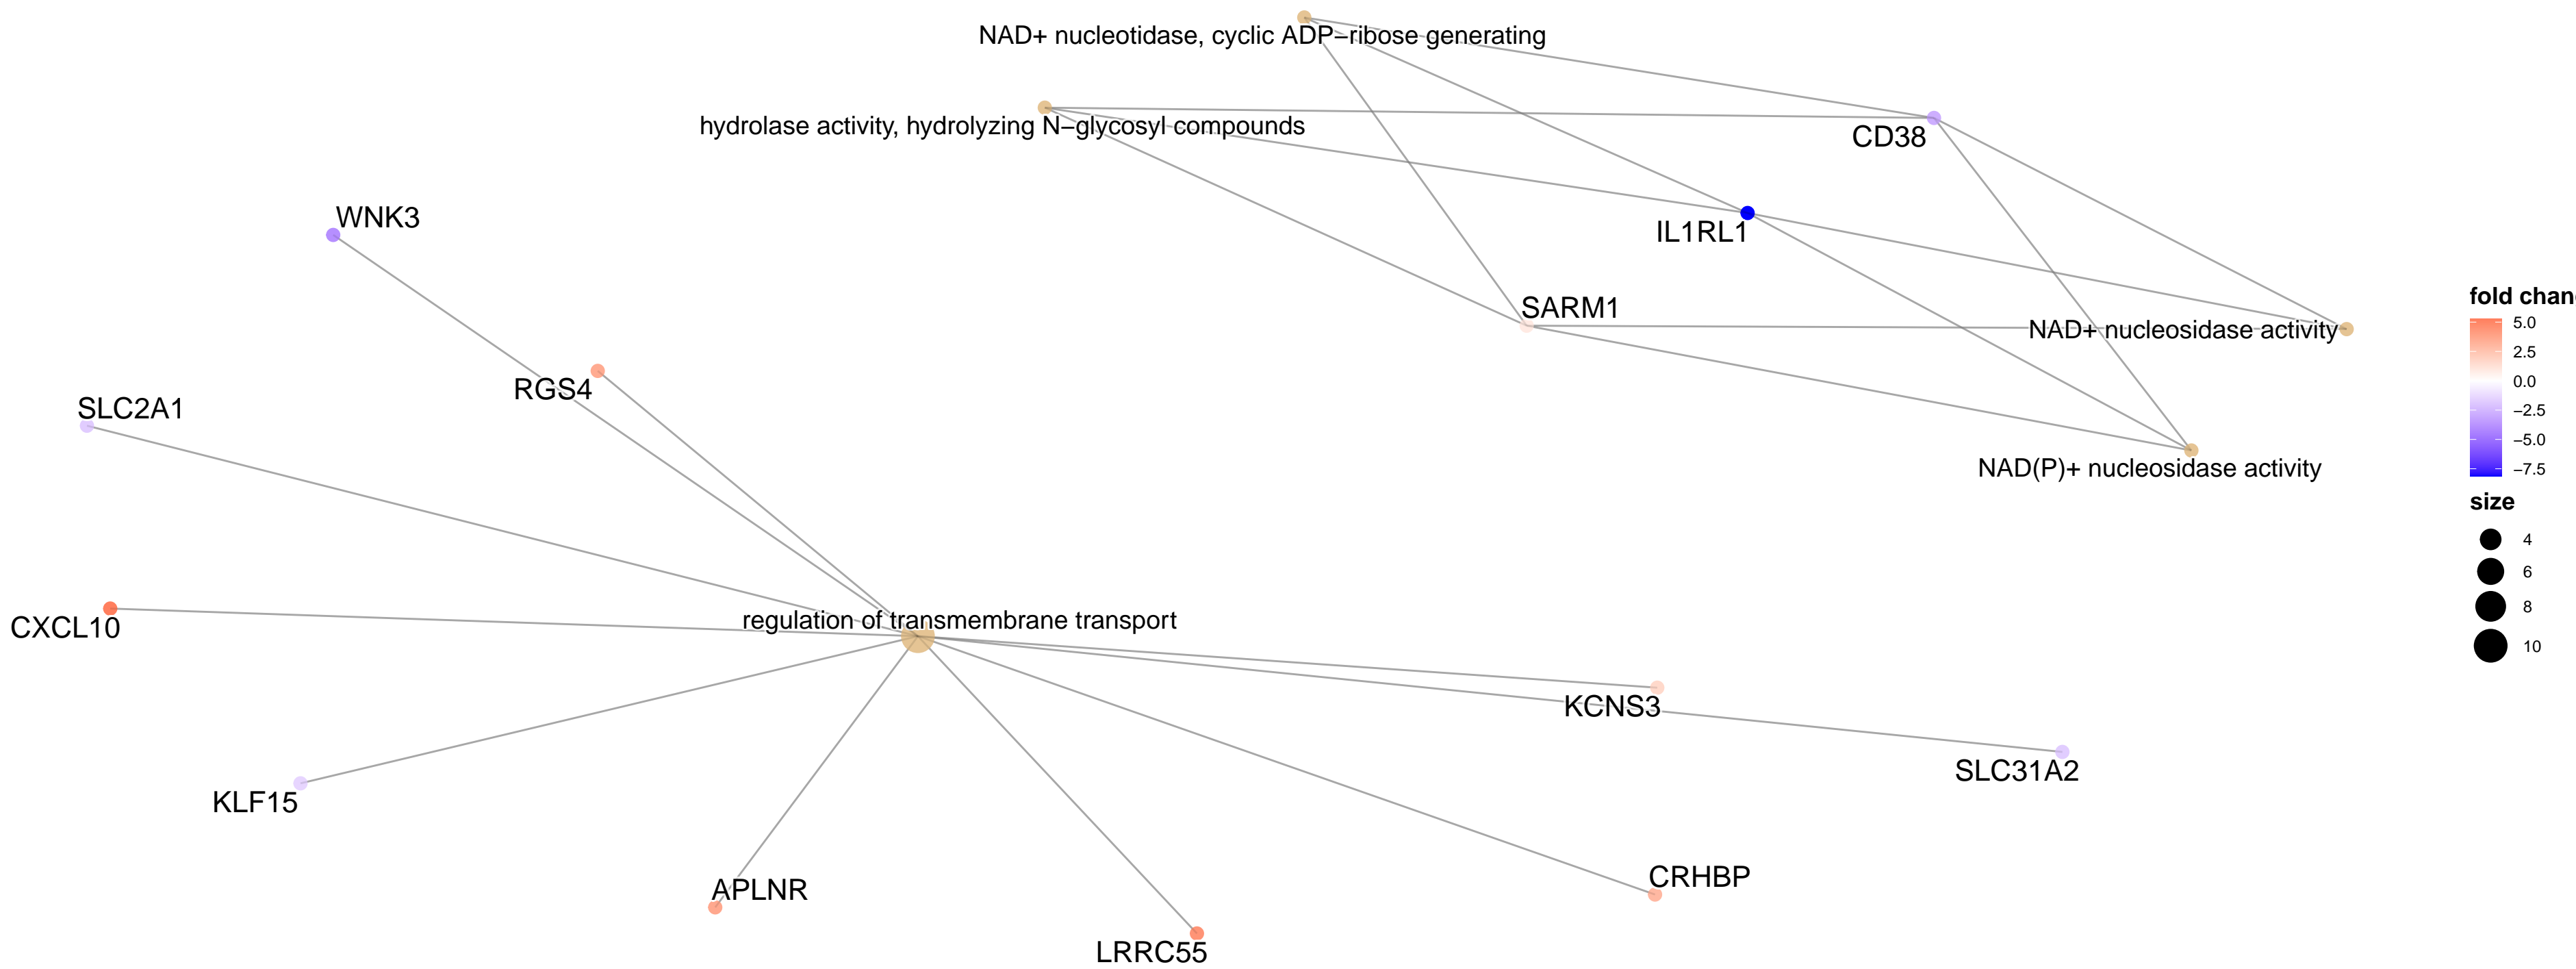 NAD+ nucleotidase, cyclic ADP−ribose generating
hydrolase activity, hydrolyzing N−glycosyl compounds
CD38
WNK3
IL1RL1
SARM1
NAD+ nucleosidase activity
RGS4
SLC2A1
NAD(P)+ nucleosidase activity
CXCL10
regulation of transmembrane transport
KCNS3
SLC31A2
KLF15
APLNR
CRHBP
LRRC55
fold chan
5.0
2.5
0.0
−2.5
−5.0
−7.5
size
4
6
8
10